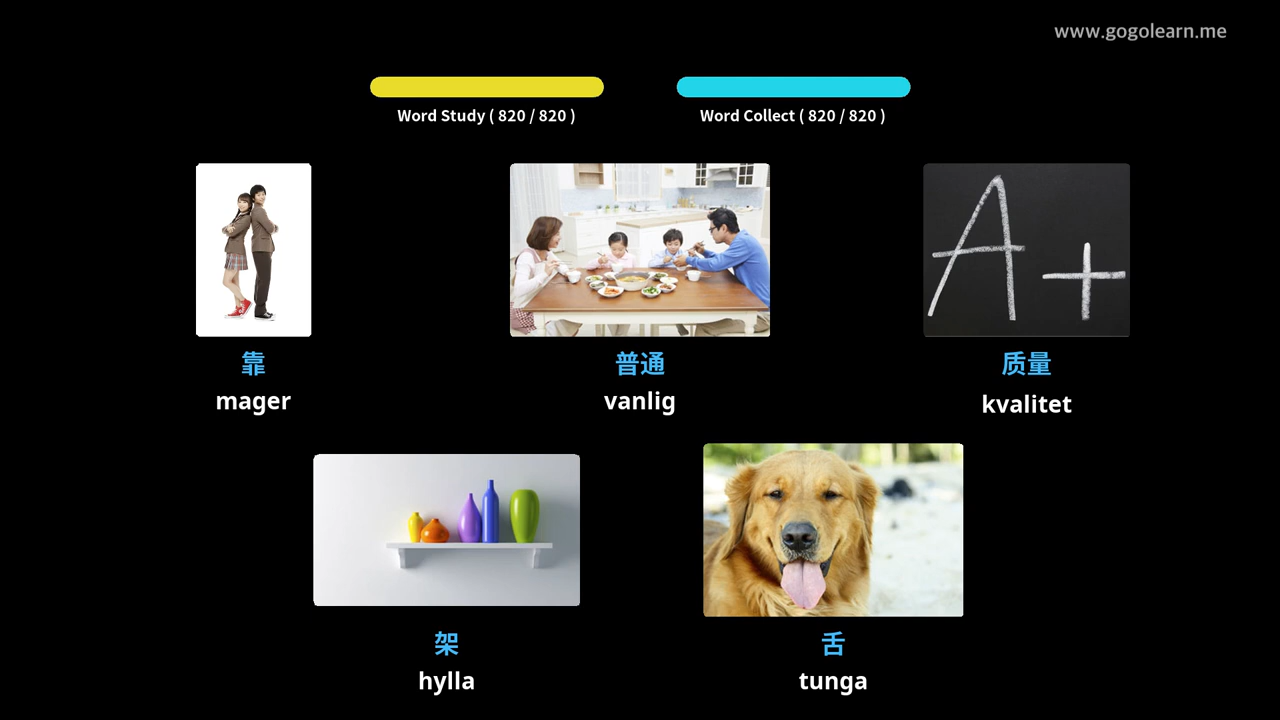 www.gogolearn.me
Word Study ( 820 / 820 )
Word Collect ( 820 / 820 )
靠
mager
普通
vanlig
质量
kvalitet
A+
架
hylla
舌
tunga